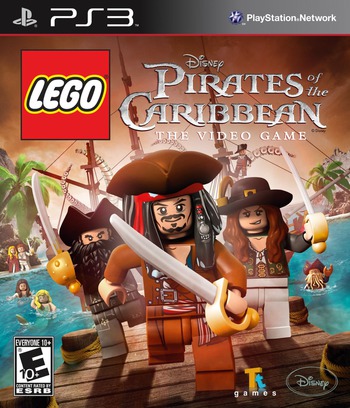 PS3
PlayStation®Network
LEGO
Disney
PIRATES of the
CARIBBEAN
THE VIDEO GAME
EVERYONE 10+
E
10+
CONTENT RATED BY
ESRB
Tt
games
Disney